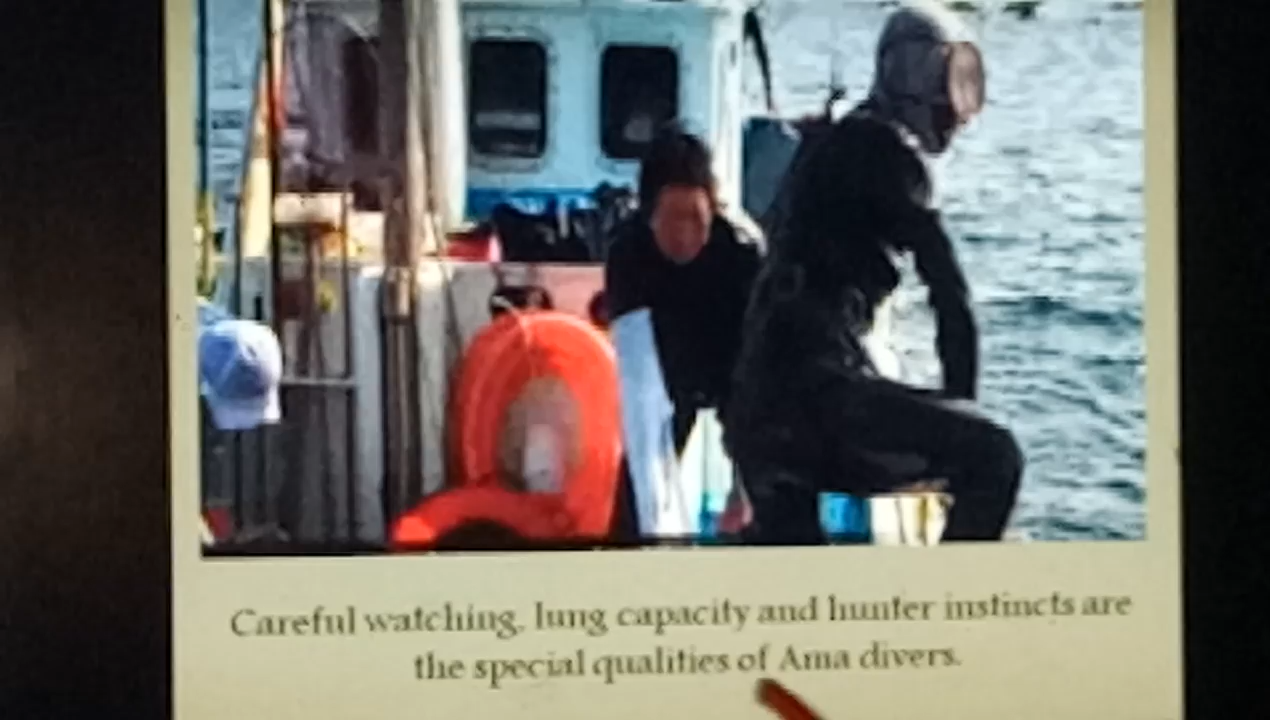 Careful watching, lung capacity and hunter instincts are
the special qualities of Ama divers.